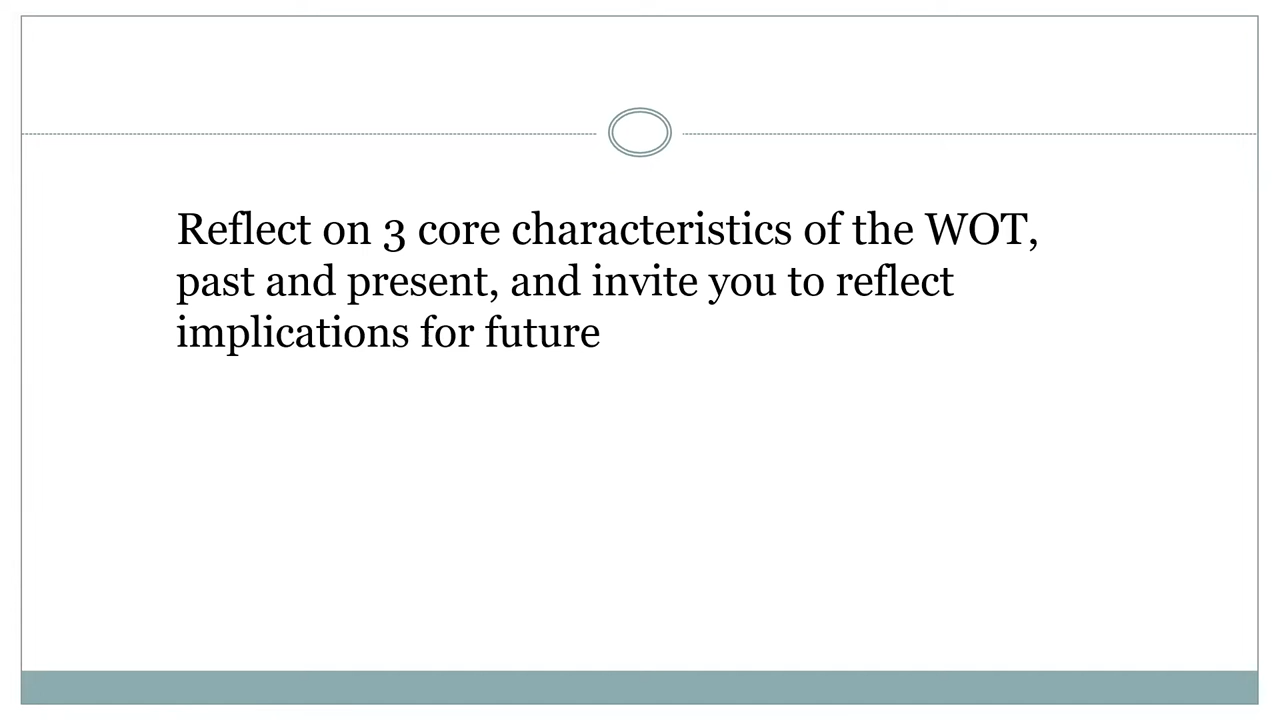 Reflect on 3 core characteristics of the WOT,
past and present, and invite you to reflect
implications for future